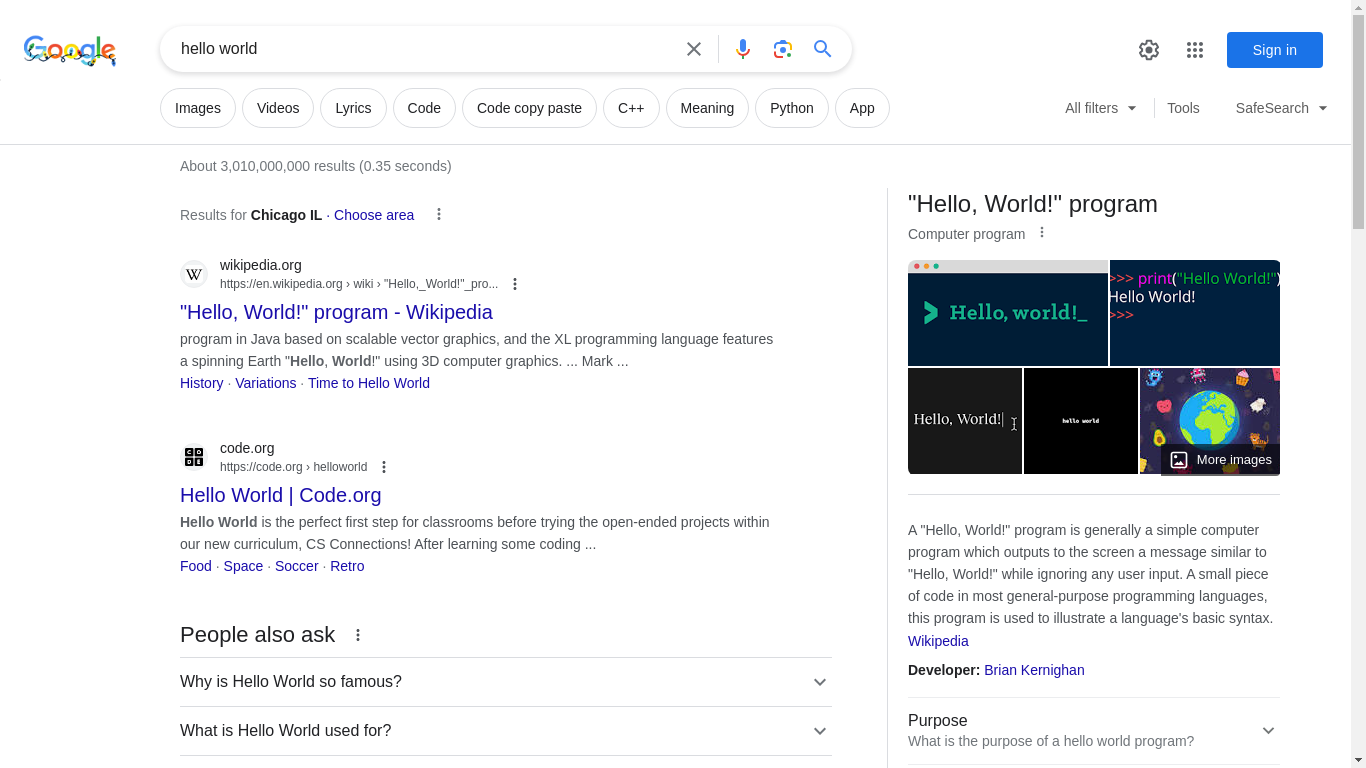 Google
hello world
Sign in
Images
Videos
Lyrics
Code
Code copy paste
C++
Meaning
Python
App
All filters
Tools
SafeSearch
About 3,010,000,000 results (0.35 seconds)
Results for Chicago IL · Choose area
W
wikipedia.org
https://en.wikipedia.org › wiki › "Hello,_World!"_pro...
"Hello, World!" program - Wikipedia
program in Java based on scalable vector graphics, and the XL programming language features
a spinning Earth "Hello, World!" using 3D computer graphics. ... Mark ...
History · Variations · Time to Hello World
CO
DE
code.org
https://code.org › helloworld
Hello World | Code.org
Hello World is the perfect first step for classrooms before trying the open-ended projects within
our new curriculum, CS Connections! After learning some coding ...
Food · Space · Soccer · Retro
People also ask
Why is Hello World so famous?
What is Hello World used for?
"Hello, World!" program
Computer program
Hello, world!_
>>> print("Hello World!")
Hello World!
>>>
Hello, World!
hello world
More images
A "Hello, World!" program is generally a simple computer
program which outputs to the screen a message similar to
"Hello, World!" while ignoring any user input. A small piece
of code in most general-purpose programming languages,
this program is used to illustrate a language's basic syntax.
Wikipedia
Developer: Brian Kernighan
Purpose
What is the purpose of a hello world program?